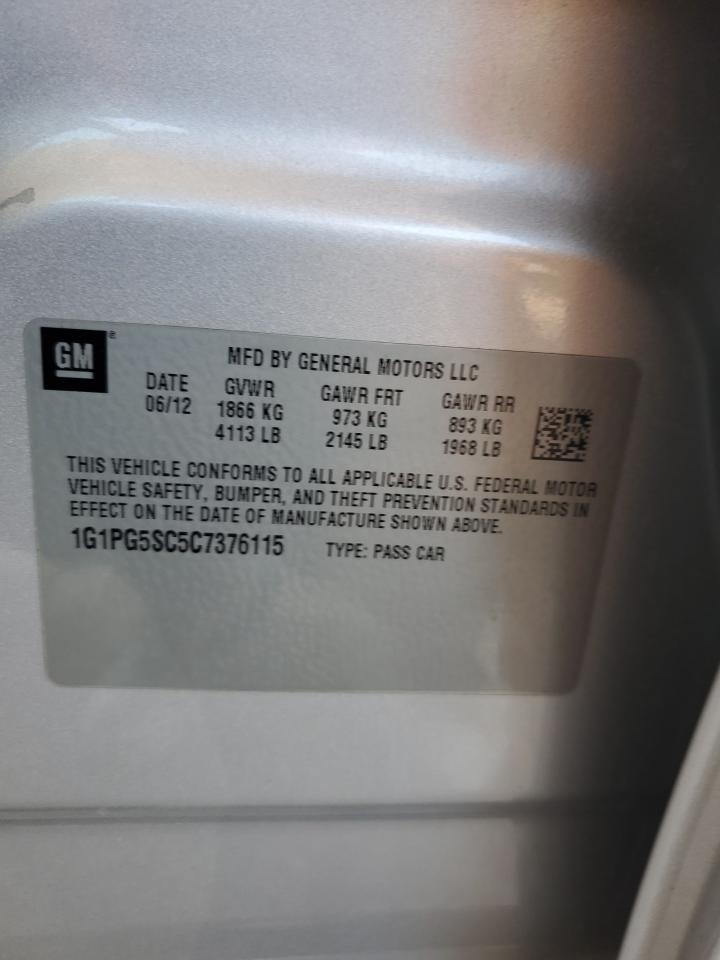 GM
MFD BY GENERAL MOTORS LLC
DATE GVWR GAWR FRT GAWR RR
06/12 1866 KG 973 KG 893 KG
4113 LB 2145 LB 1968 LB
THIS VEHICLE CONFORMS TO ALL APPLICABLE U.S. FEDERAL MOTOR
VEHICLE SAFETY, BUMPER, AND THEFT PREVENTION STANDARDS IN
EFFECT ON THE DATE OF MANUFACTURE SHOWN ABOVE.
1G1PG5SC5C7376115 TYPE: PASS CAR